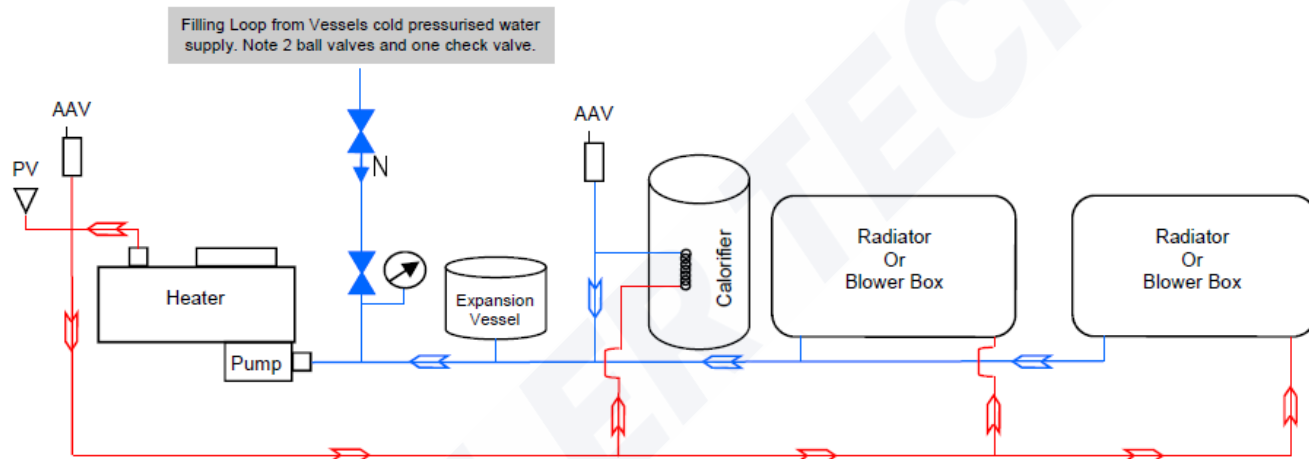 Filling Loop from Vessels cold pressurised water
supply. Note 2 ball valves and one check valve.
AAV
PV
N
AAV
Heater
Pump
Expansion
Vessel
Calorifier
Radiator
Or
Blower Box
Radiator
Or
Blower Box